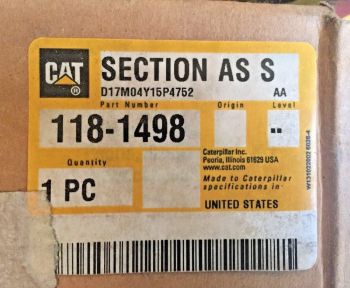 CAT SECTION AS S
®
D17M04Y15P4752 AA
Part Number Origin Level
118-1498 --
Quantity
1 PC
Caterpillar Inc.
Peoria, Illinois 61629 USA
www.cat.com
Made to Caterpillar
specifications in
UNITED STATES